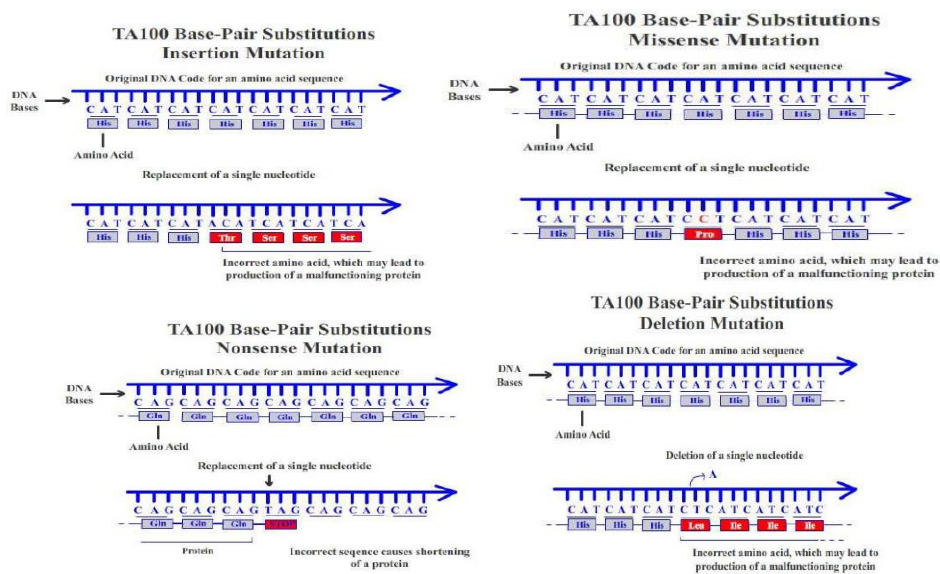 TA100 Base-Pair Substitutions
Insertion Mutation
Original DNA Code for an amino acid sequence
DNA
Bases
C A T C A T C A T C A T C A T C A T C A T
His His His His His His His
Amino Acid
Replacement of a single nucleotide
C A T C A T C A T A C A T C A T C A T C A
His His His Thr Ser Ser Ser
Incorrect amino acid, which may lead to
production of a malfunctioning protein
TA100 Base-Pair Substitutions
Missense Mutation
Original DNA Code for an amino acid sequence
DNA
Bases
C A T C A T C A T C A T C A T C A T C A T
His His His His His His His
Amino Acid
Replacement of a single nucleotide
C A T C A T C A T C C T C A T C A T C A T
His His His Pro His His His
Incorrect amino acid, which may lead to
production of a malfunctioning protein
TA100 Base-Pair Substitutions
Nonsense Mutation
Original DNA Code for an amino acid sequence
DNA
Bases
C A G C A G C A G C A G C A G C A G C A G
Gln Gln Gln Gln Gln Gln Gln
Amino Acid
Replacement of a single nucleotide
C A G C A G C A G T A G C A G C A G C A G
Gln Gln Gln STOP
Protein
Incorrect seqence causes shortening
of a protein
TA100 Base-Pair Substitutions
Deletion Mutation
Original DNA Code for an amino acid sequence
DNA
Bases
C A T C A T C A T C A T C A T C A T C A T
His His His His His His His
Amino Acid
Deletion of a single nucleotide
A
C A T C A T C A T C T C A T C A T C A T C
His His His Leu Ile Ile Ile
Incorrect amino acid, which may lead to
production of a malfunctioning protein